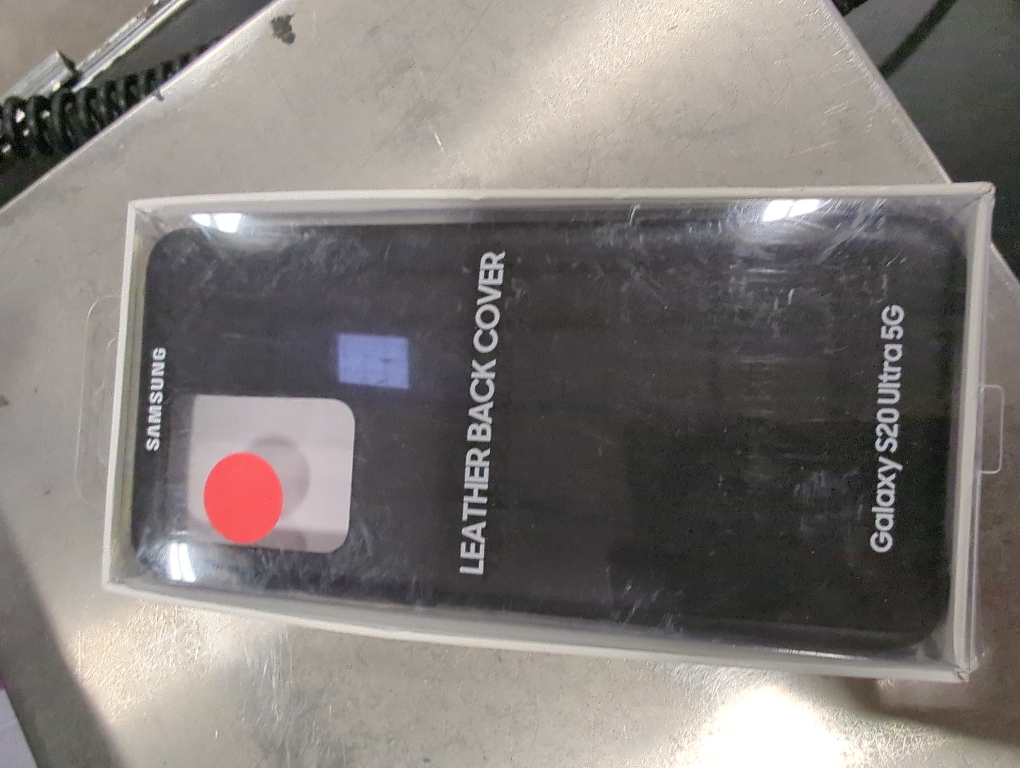 SAMSUNG
LEATHER BACK COVER
Galaxy S20 Ultra 5G